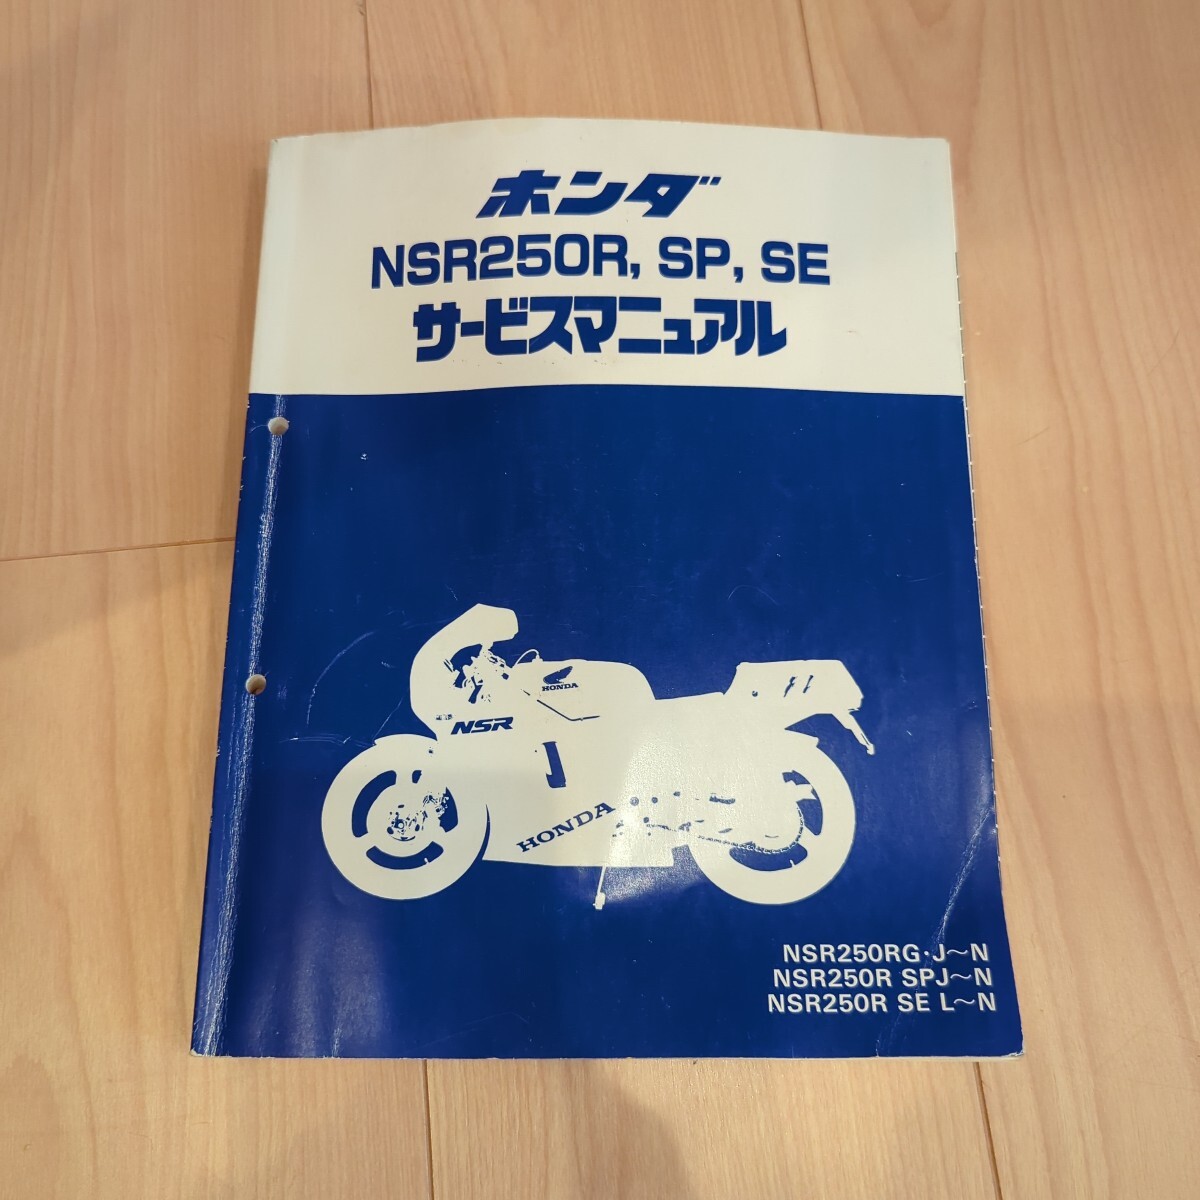 ホンダ
NSR250R, SP, SE
サービスマニュアル
HONDA
NSR
HONDA
NSR250RG・J〜N
NSR250R SPJ〜N
NSR250R SE L〜N